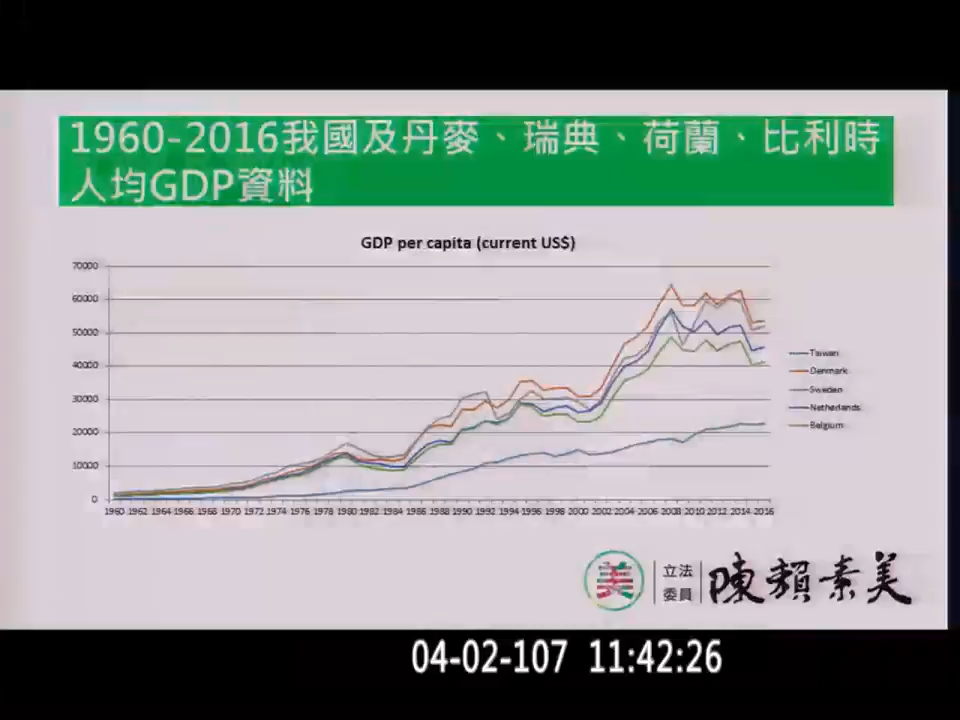 1960-2016我國及丹麥、瑞典、荷蘭、比利時
人均GDP資料
GDP per capita (current US$)
70000
60000
50000
40000
30000
20000
10000
0
1960 1962 1964 1966 1968 1970 1972 1974 1976 1978 1980 1982 1984 1986 1988 1990 1992 1994 1996 1998 2000 2002 2004 2006 2008 2010 2012 2014 2016
Taiwan
Denmark
Sweden
Netherlands
Belgium
美
立法
委員
陳賴素美
04-02-107 11:42:26